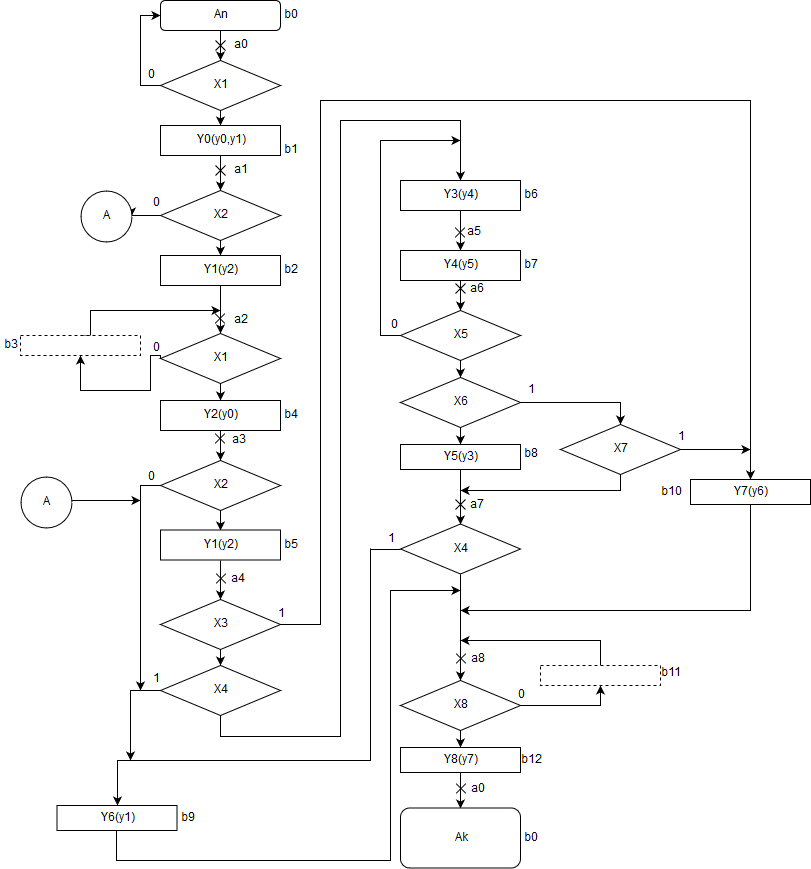 An
b0
a0
0
X1
Y0(y0,y1)
b1
a1
0
A
X2
Y1(y2)
b2
a2
b3
0
X1
Y2(y0)
b4
a3
0
X2
A
Y1(y2)
b5
a4
X3
1
1
X4
Y6(y1)
b9
Y3(y4)
b6
a5
Y4(y5)
b7
a6
0
X5
X6
1
X7
1
Y5(y3)
b8
b10
Y7(y6)
a7
1
X4
a8
b11
X8
0
Y8(y7)
b12
a0
Ak
b0